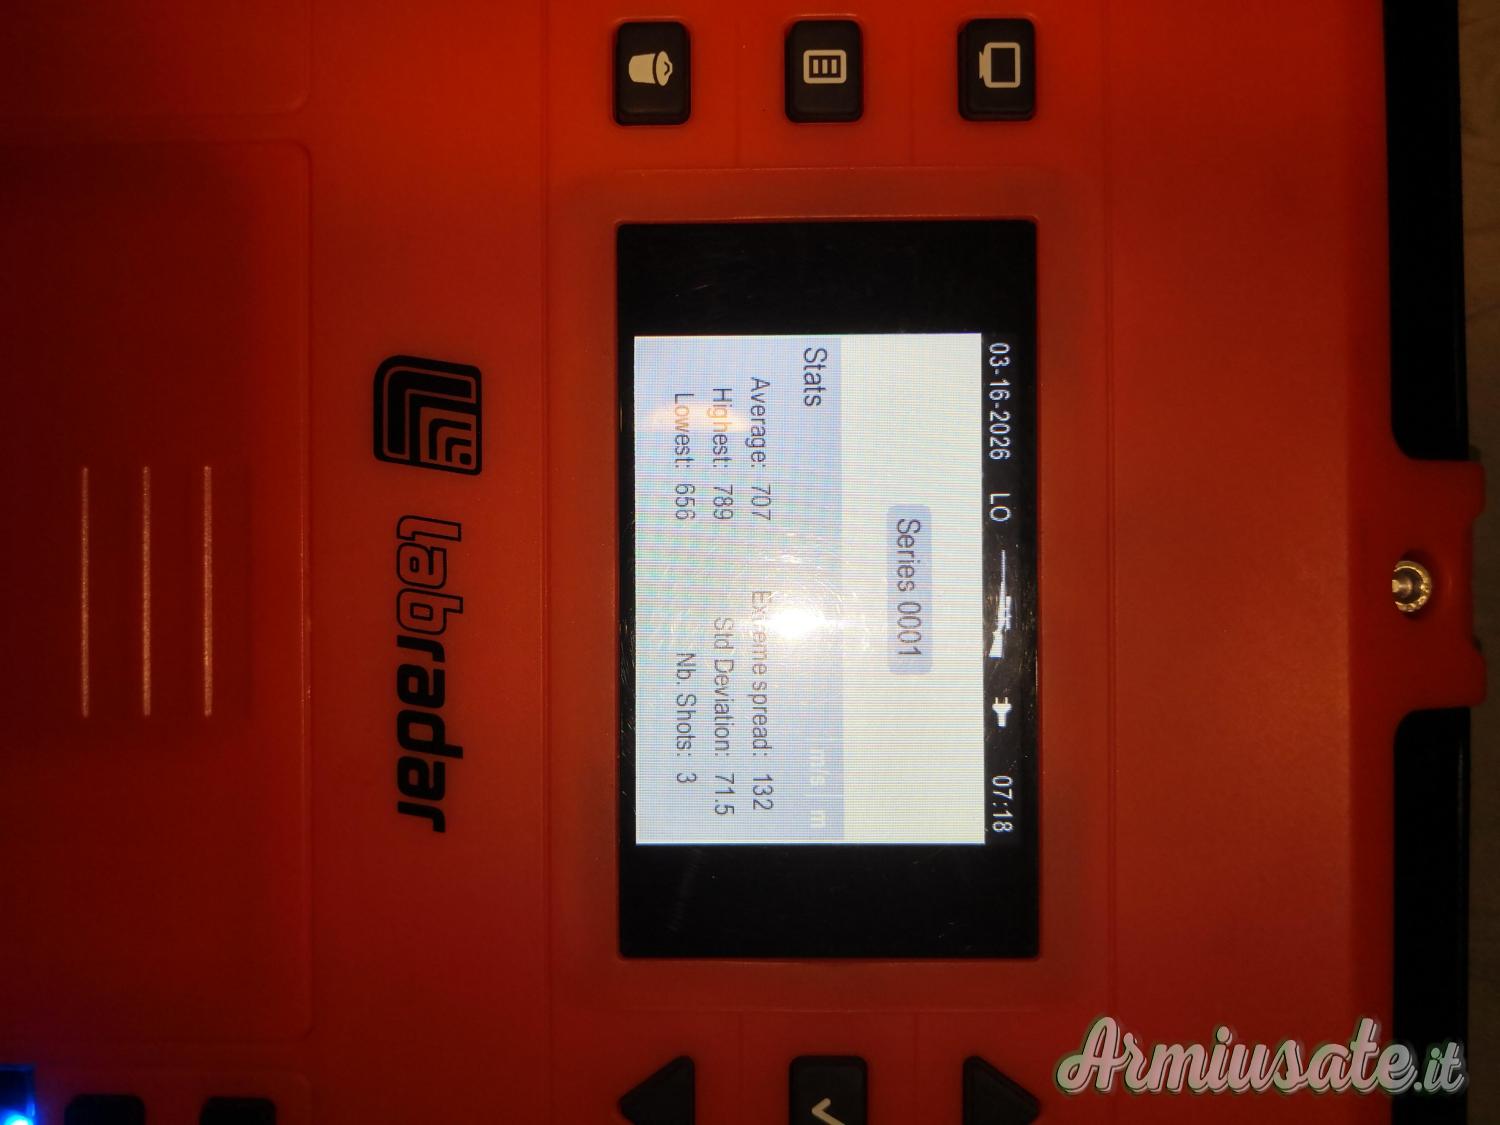 03-16-2026 LO 07:18
Series 0001
Stats m/s m
Average: 707 Extreme spread: 132
Highest: 789 Std Deviation: 71.5
Lowest: 656 Nb. Shots: 3
labradar
Armiusate.it